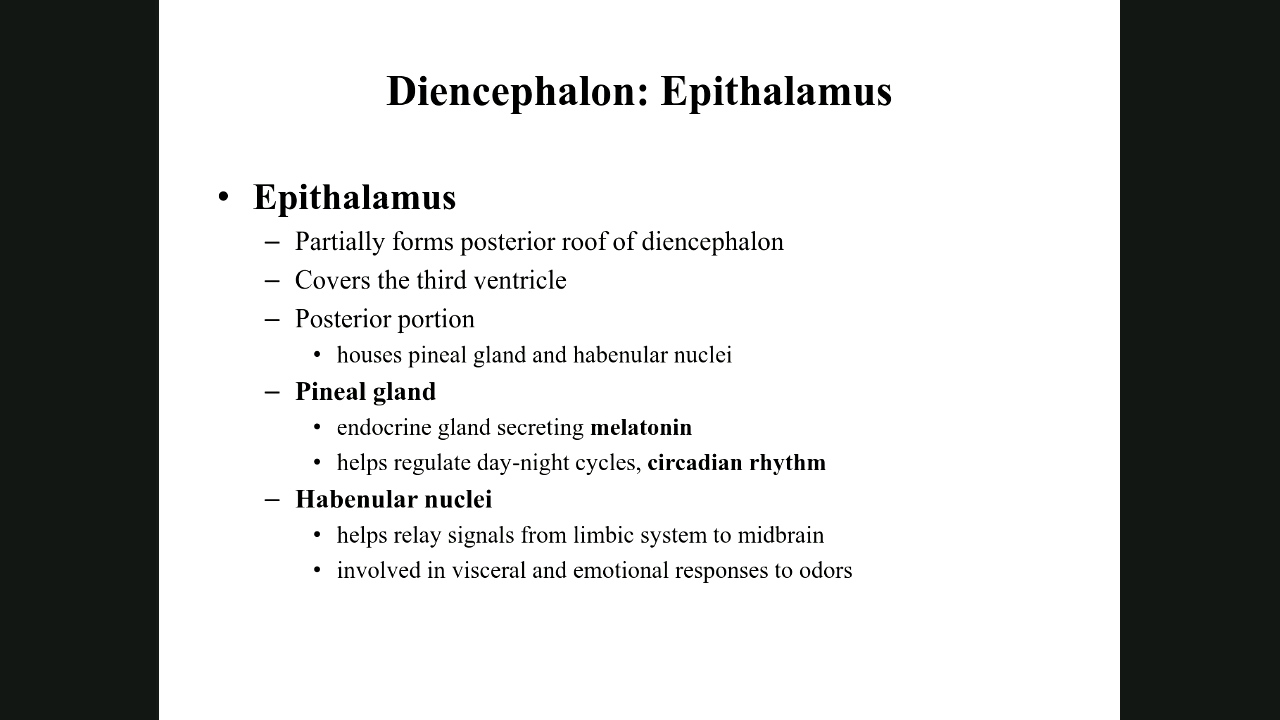 Diencephalon: Epithalamus
• Epithalamus
– Partially forms posterior roof of diencephalon
– Covers the third ventricle
– Posterior portion
• houses pineal gland and habenular nuclei
– Pineal gland
• endocrine gland secreting melatonin
• helps regulate day-night cycles, circadian rhythm
– Habenular nuclei
• helps relay signals from limbic system to midbrain
• involved in visceral and emotional responses to odors